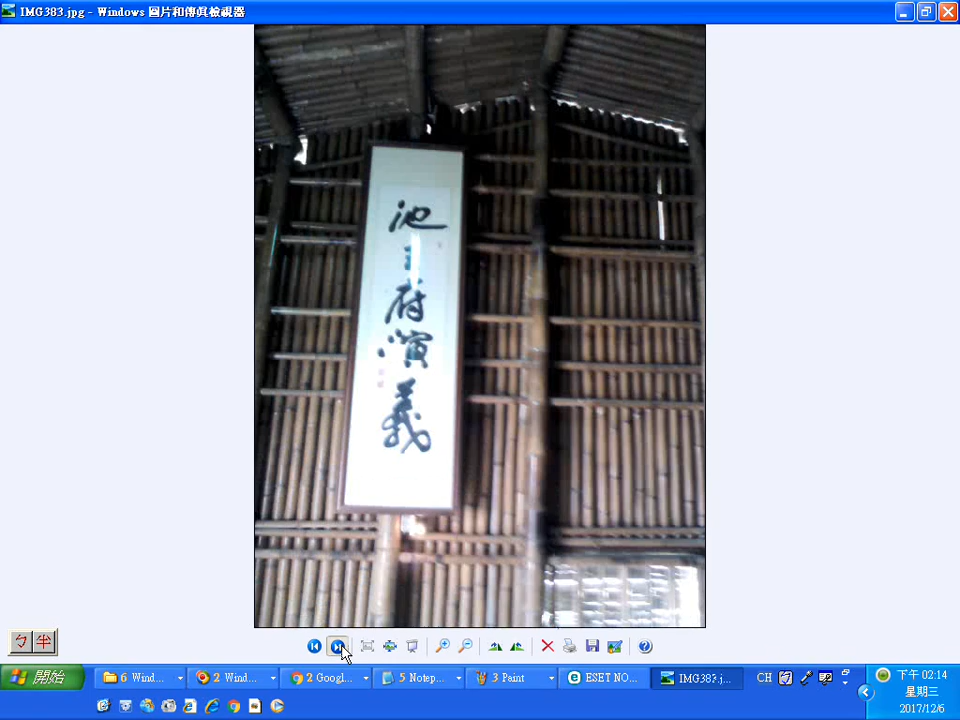 IMG383.jpg - Windows 圖片和傳真檢視器
池
王
府
演
義
ㄅ 半
開始
6 Wind...
2 Wind...
2 Googl...
5 Notep...
3 Paint
ESET NO...
IMG383.j...
CH
下午 02:14
星期三
2017/12/6